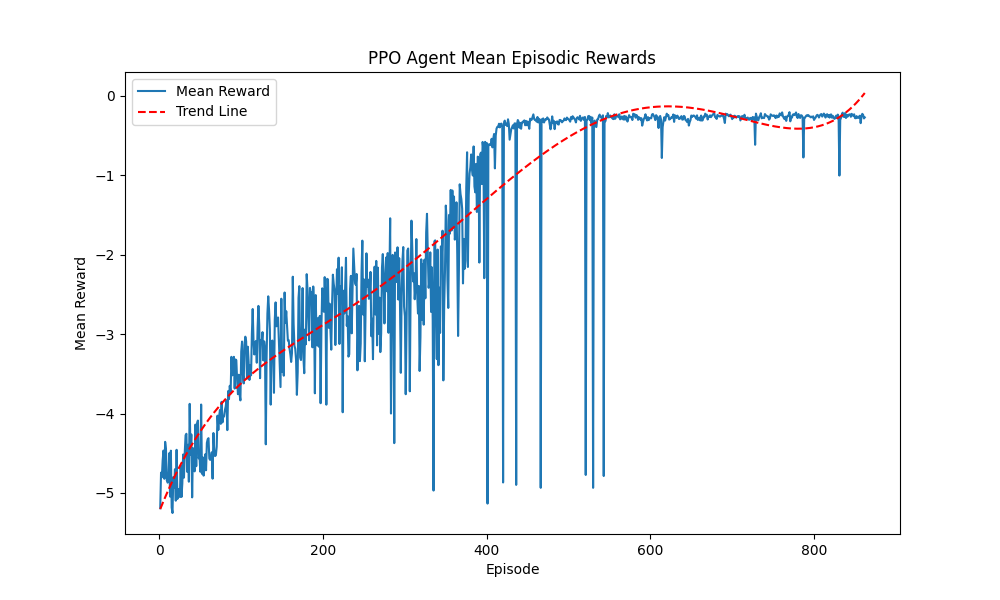 PPO Agent Mean Episodic Rewards
Mean Reward
Trend Line
0
−1
−2
−3
−4
−5
Mean Reward
0
200
400
600
800
Episode